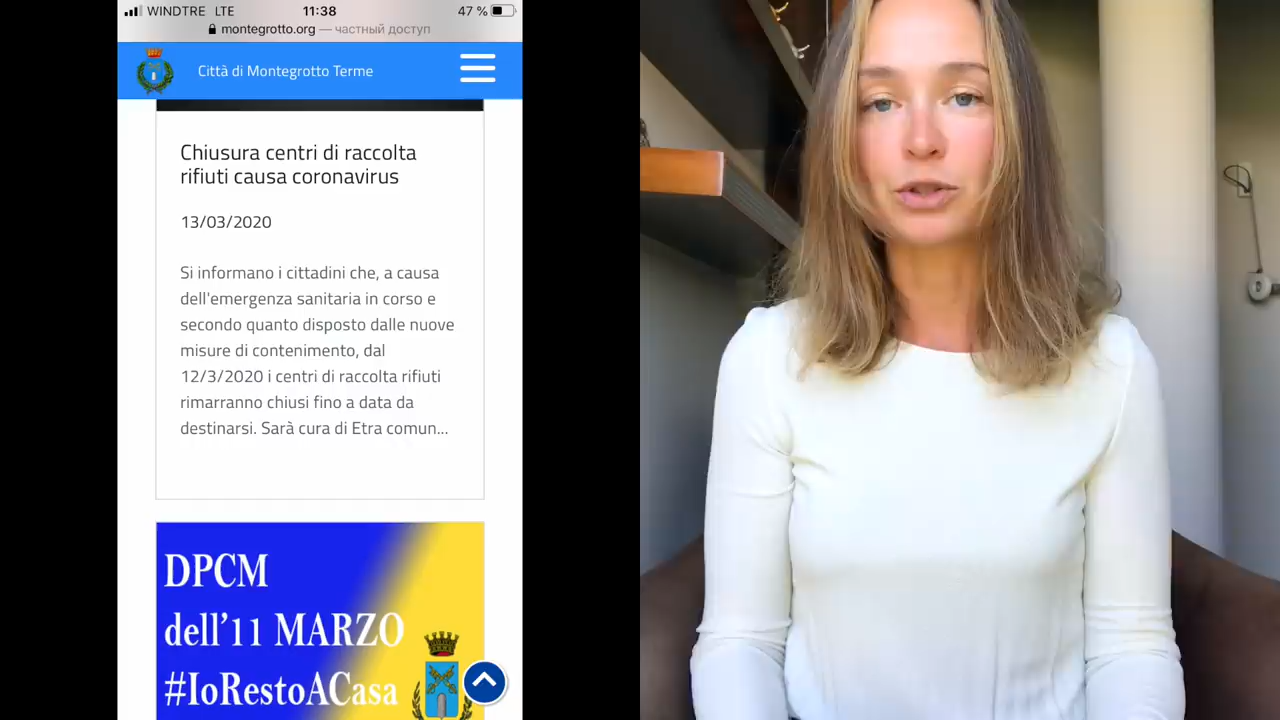 WINDTRE LTE 11:38 47 %
montegrotto.org — частный доступ
Città di Montegrotto Terme
Chiusura centri di raccolta
rifiuti causa coronavirus
13/03/2020
Si informano i cittadini che, a causa
dell'emergenza sanitaria in corso e
secondo quanto disposto dalle nuove
misure di contenimento, dal
12/3/2020 i centri di raccolta rifiuti
rimarranno chiusi fino a data da
destinarsi. Sarà cura di Etra comun...
DPCM
dell'11 MARZO
#IoRestoACasa